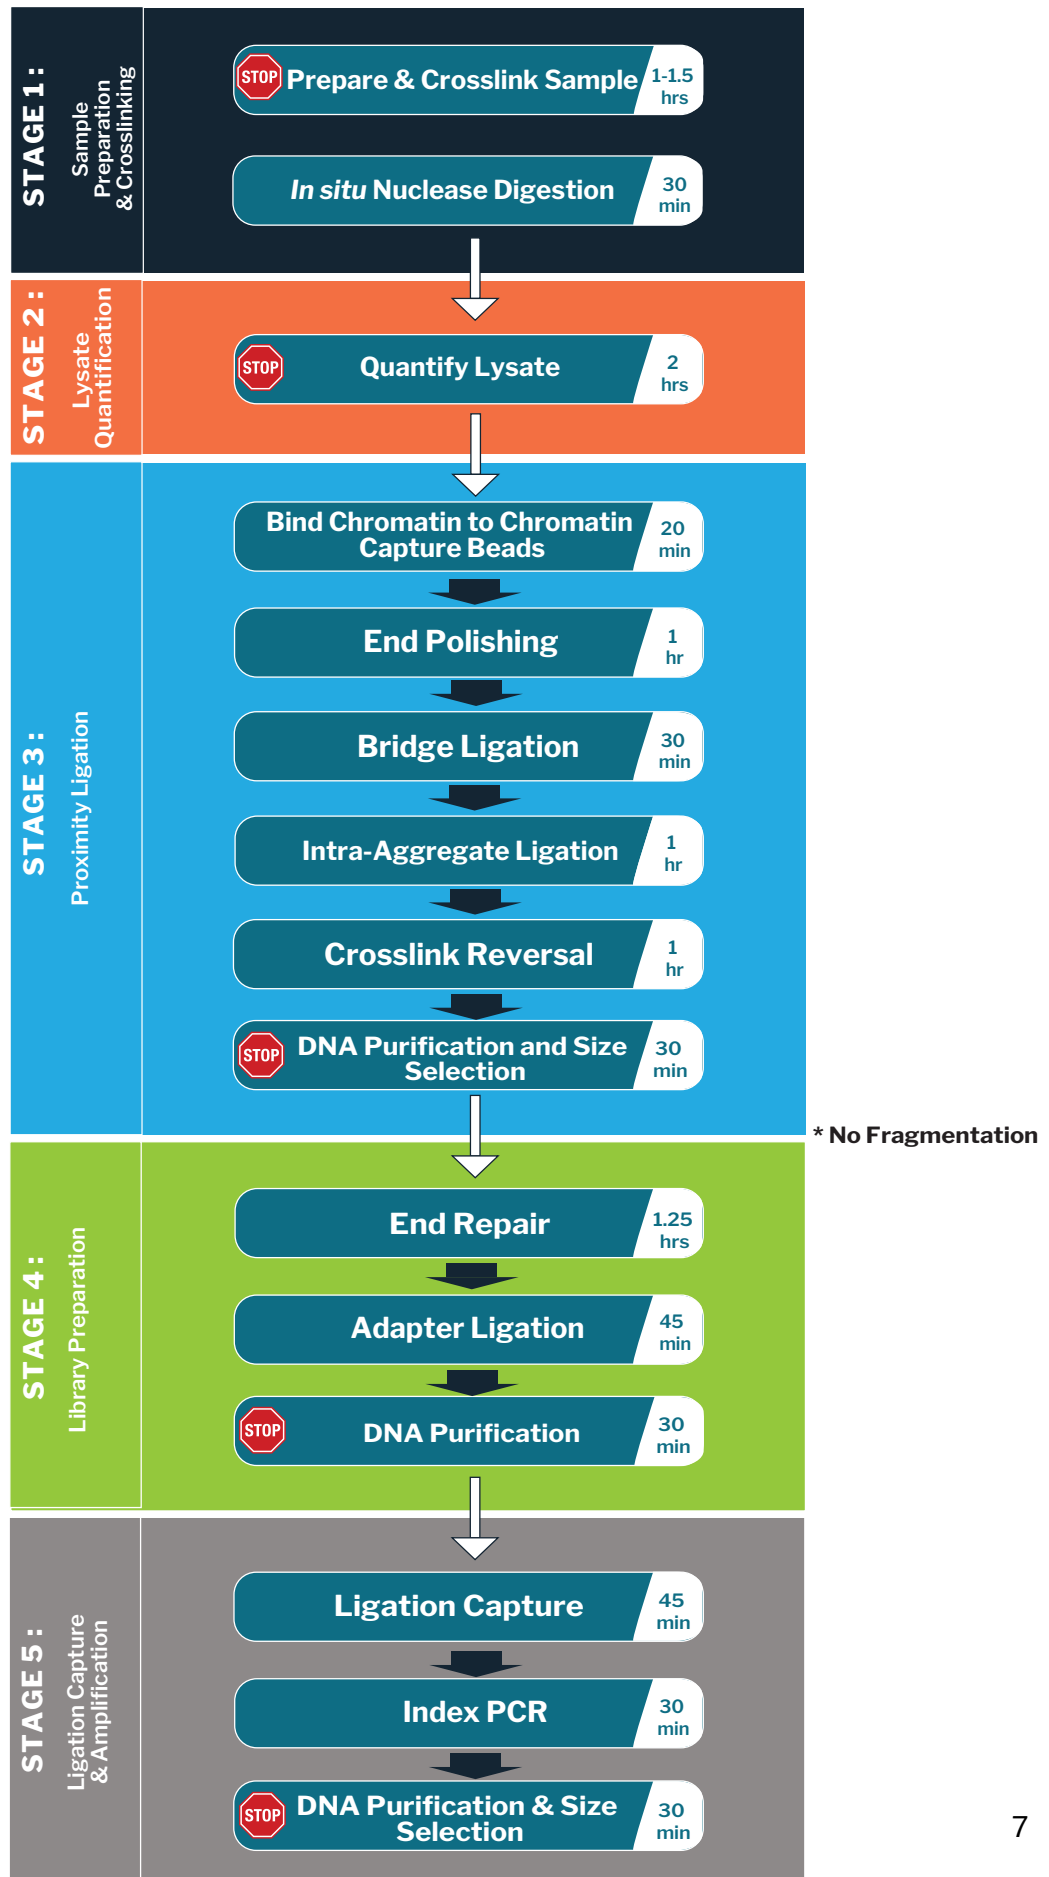 STAGE 1 :
Sample
Preparation
& Crosslinking
STOP
Prepare & Crosslink Sample
1-1.5
hrs
In situ Nuclease Digestion
30
min
STAGE 2 :
Lysate
Quantification
STOP
Quantify Lysate
2
hrs
STAGE 3 :
Proximity Ligation
Bind Chromatin to Chromatin
Capture Beads
20
min
End Polishing
1
hr
Bridge Ligation
30
min
Intra-Aggregate Ligation
1
hr
Crosslink Reversal
1
hr
STOP
DNA Purification and Size
Selection
30
min
* No Fragmentation
STAGE 4 :
Library Preparation
End Repair
1.25
hrs
Adapter Ligation
45
min
STOP
DNA Purification
30
min
STAGE 5 :
Ligation Capture
& Amplification
Ligation Capture
45
min
Index PCR
30
min
STOP
DNA Purification & Size
Selection
30
min
7